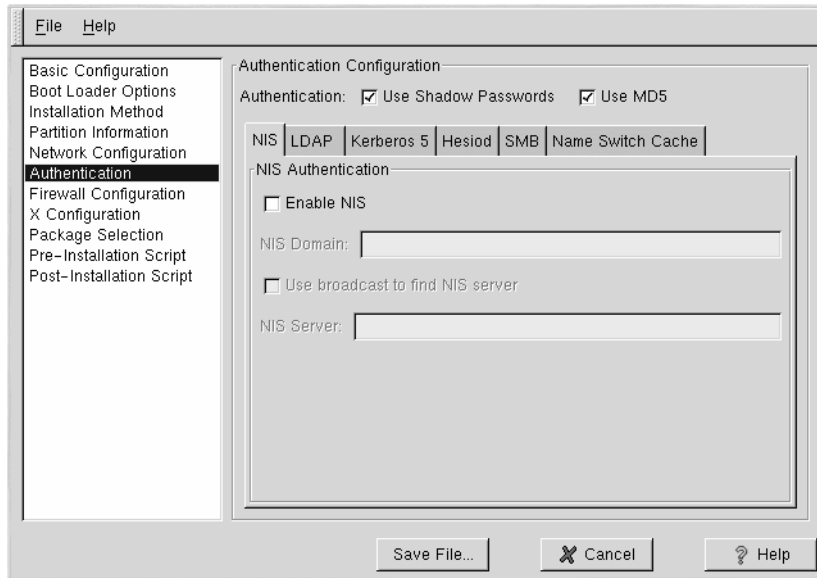 File Help
Basic Configuration
Boot Loader Options
Installation Method
Partition Information
Network Configuration
Authentication
Firewall Configuration
X Configuration
Package Selection
Pre-Installation Script
Post-Installation Script
Authentication Configuration
Authentication: Use Shadow Passwords Use MD5
NIS LDAP Kerberos 5 Hesiod SMB Name Switch Cache
NIS Authentication
Enable NIS
NIS Domain:
Use broadcast to find NIS server
NIS Server:
Save File... Cancel Help